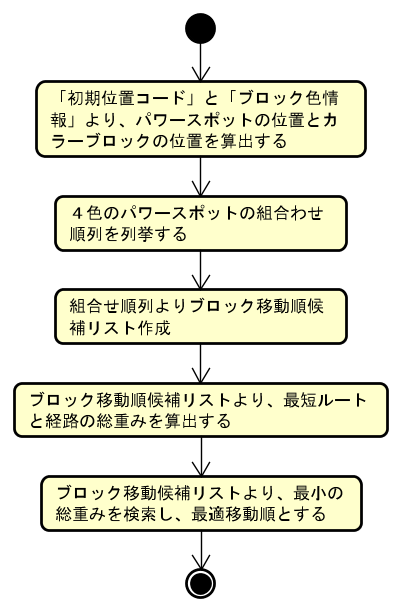 「初期位置コード」と「ブロック色情
報」より、パワースポットの位置とカ
ラーブロックの位置を算出する
４色のパワースポットの組合わせ
順列を列挙する
組合せ順列よりブロック移動順候
補リスト作成
ブロック移動順候補リストより、最短ルート
と経路の総重みを算出する
ブロック移動候補リストより、最小の
総重みを検索し、最適移動順とする